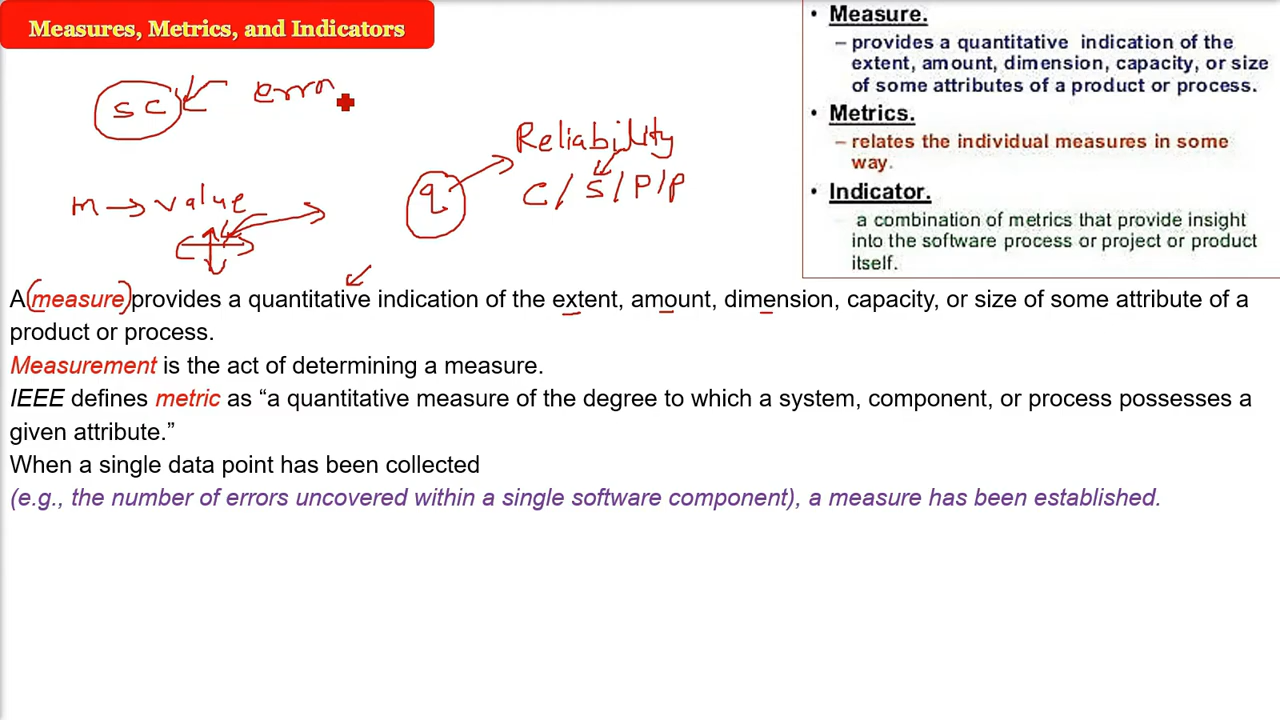 Measures, Metrics, and Indicators
• Measure.
– provides a quantitative indication of the
extent, amount, dimension, capacity, or size
of some attributes of a product or process.
• Metrics.
– relates the individual measures in some
way.
• Indicator.
– a combination of metrics that provide insight
into the software process or project or product
itself.
SC error
m → value
q Reliability
C / S / P / P
A (measure) provides a quantitative indication of the extent, amount, dimension, capacity, or size of some attribute of a
product or process.
Measurement is the act of determining a measure.
IEEE defines metric as “a quantitative measure of the degree to which a system, component, or process possesses a
given attribute.”
When a single data point has been collected
(e.g., the number of errors uncovered within a single software component), a measure has been established.